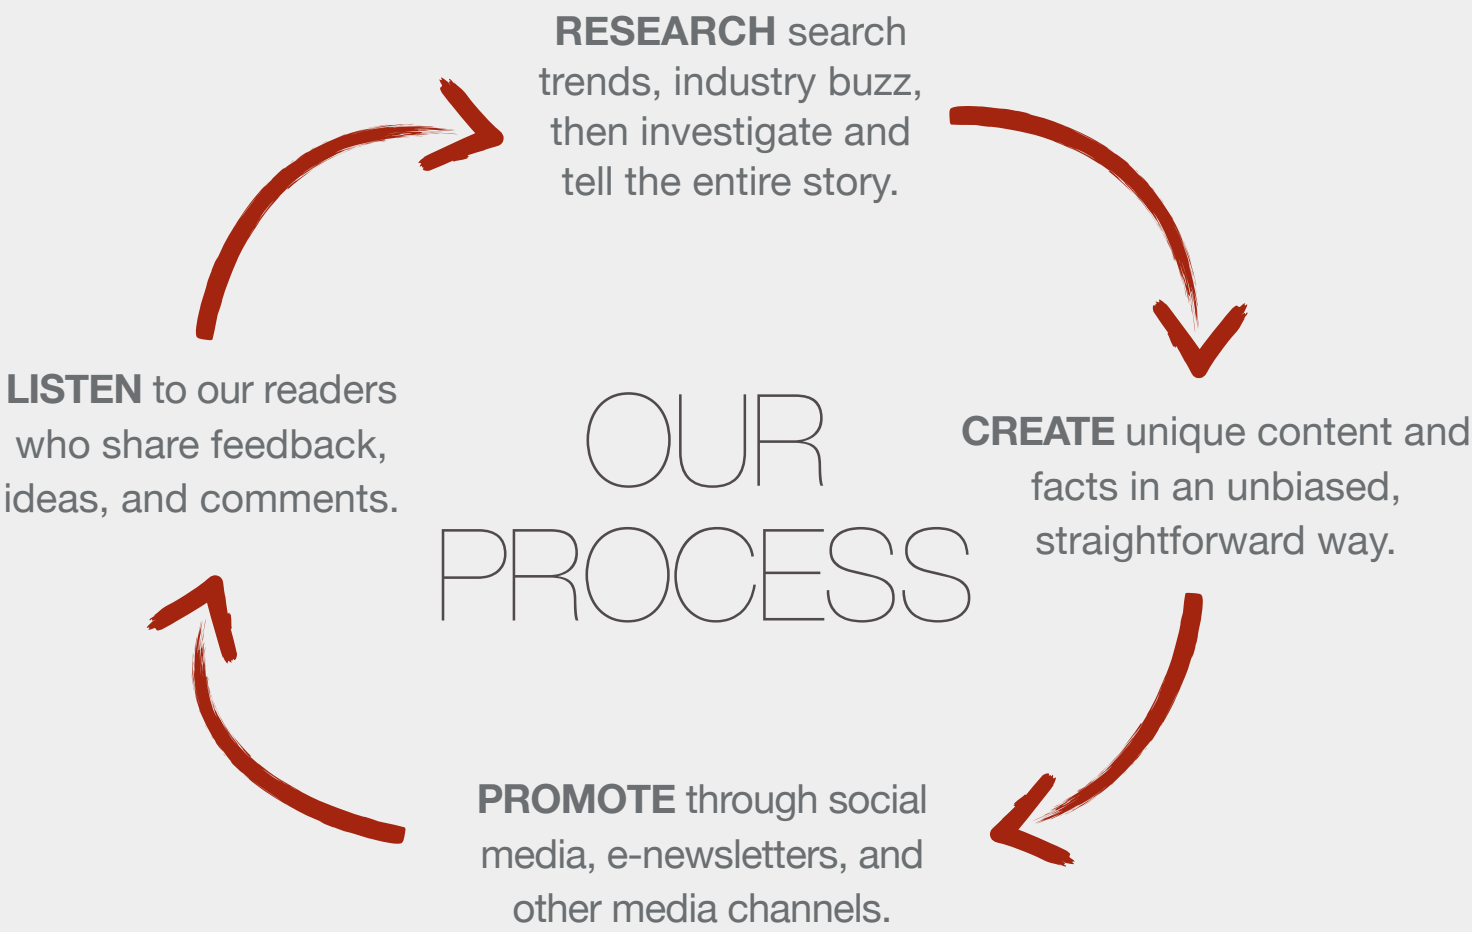 RESEARCH search
trends, industry buzz,
then investigate and
tell the entire story.
CREATE unique content and
facts in an unbiased,
straightforward way.
PROMOTE through social
media, e-newsletters, and
other media channels.
LISTEN to our readers
who share feedback,
ideas, and comments.
OUR
PROCESS